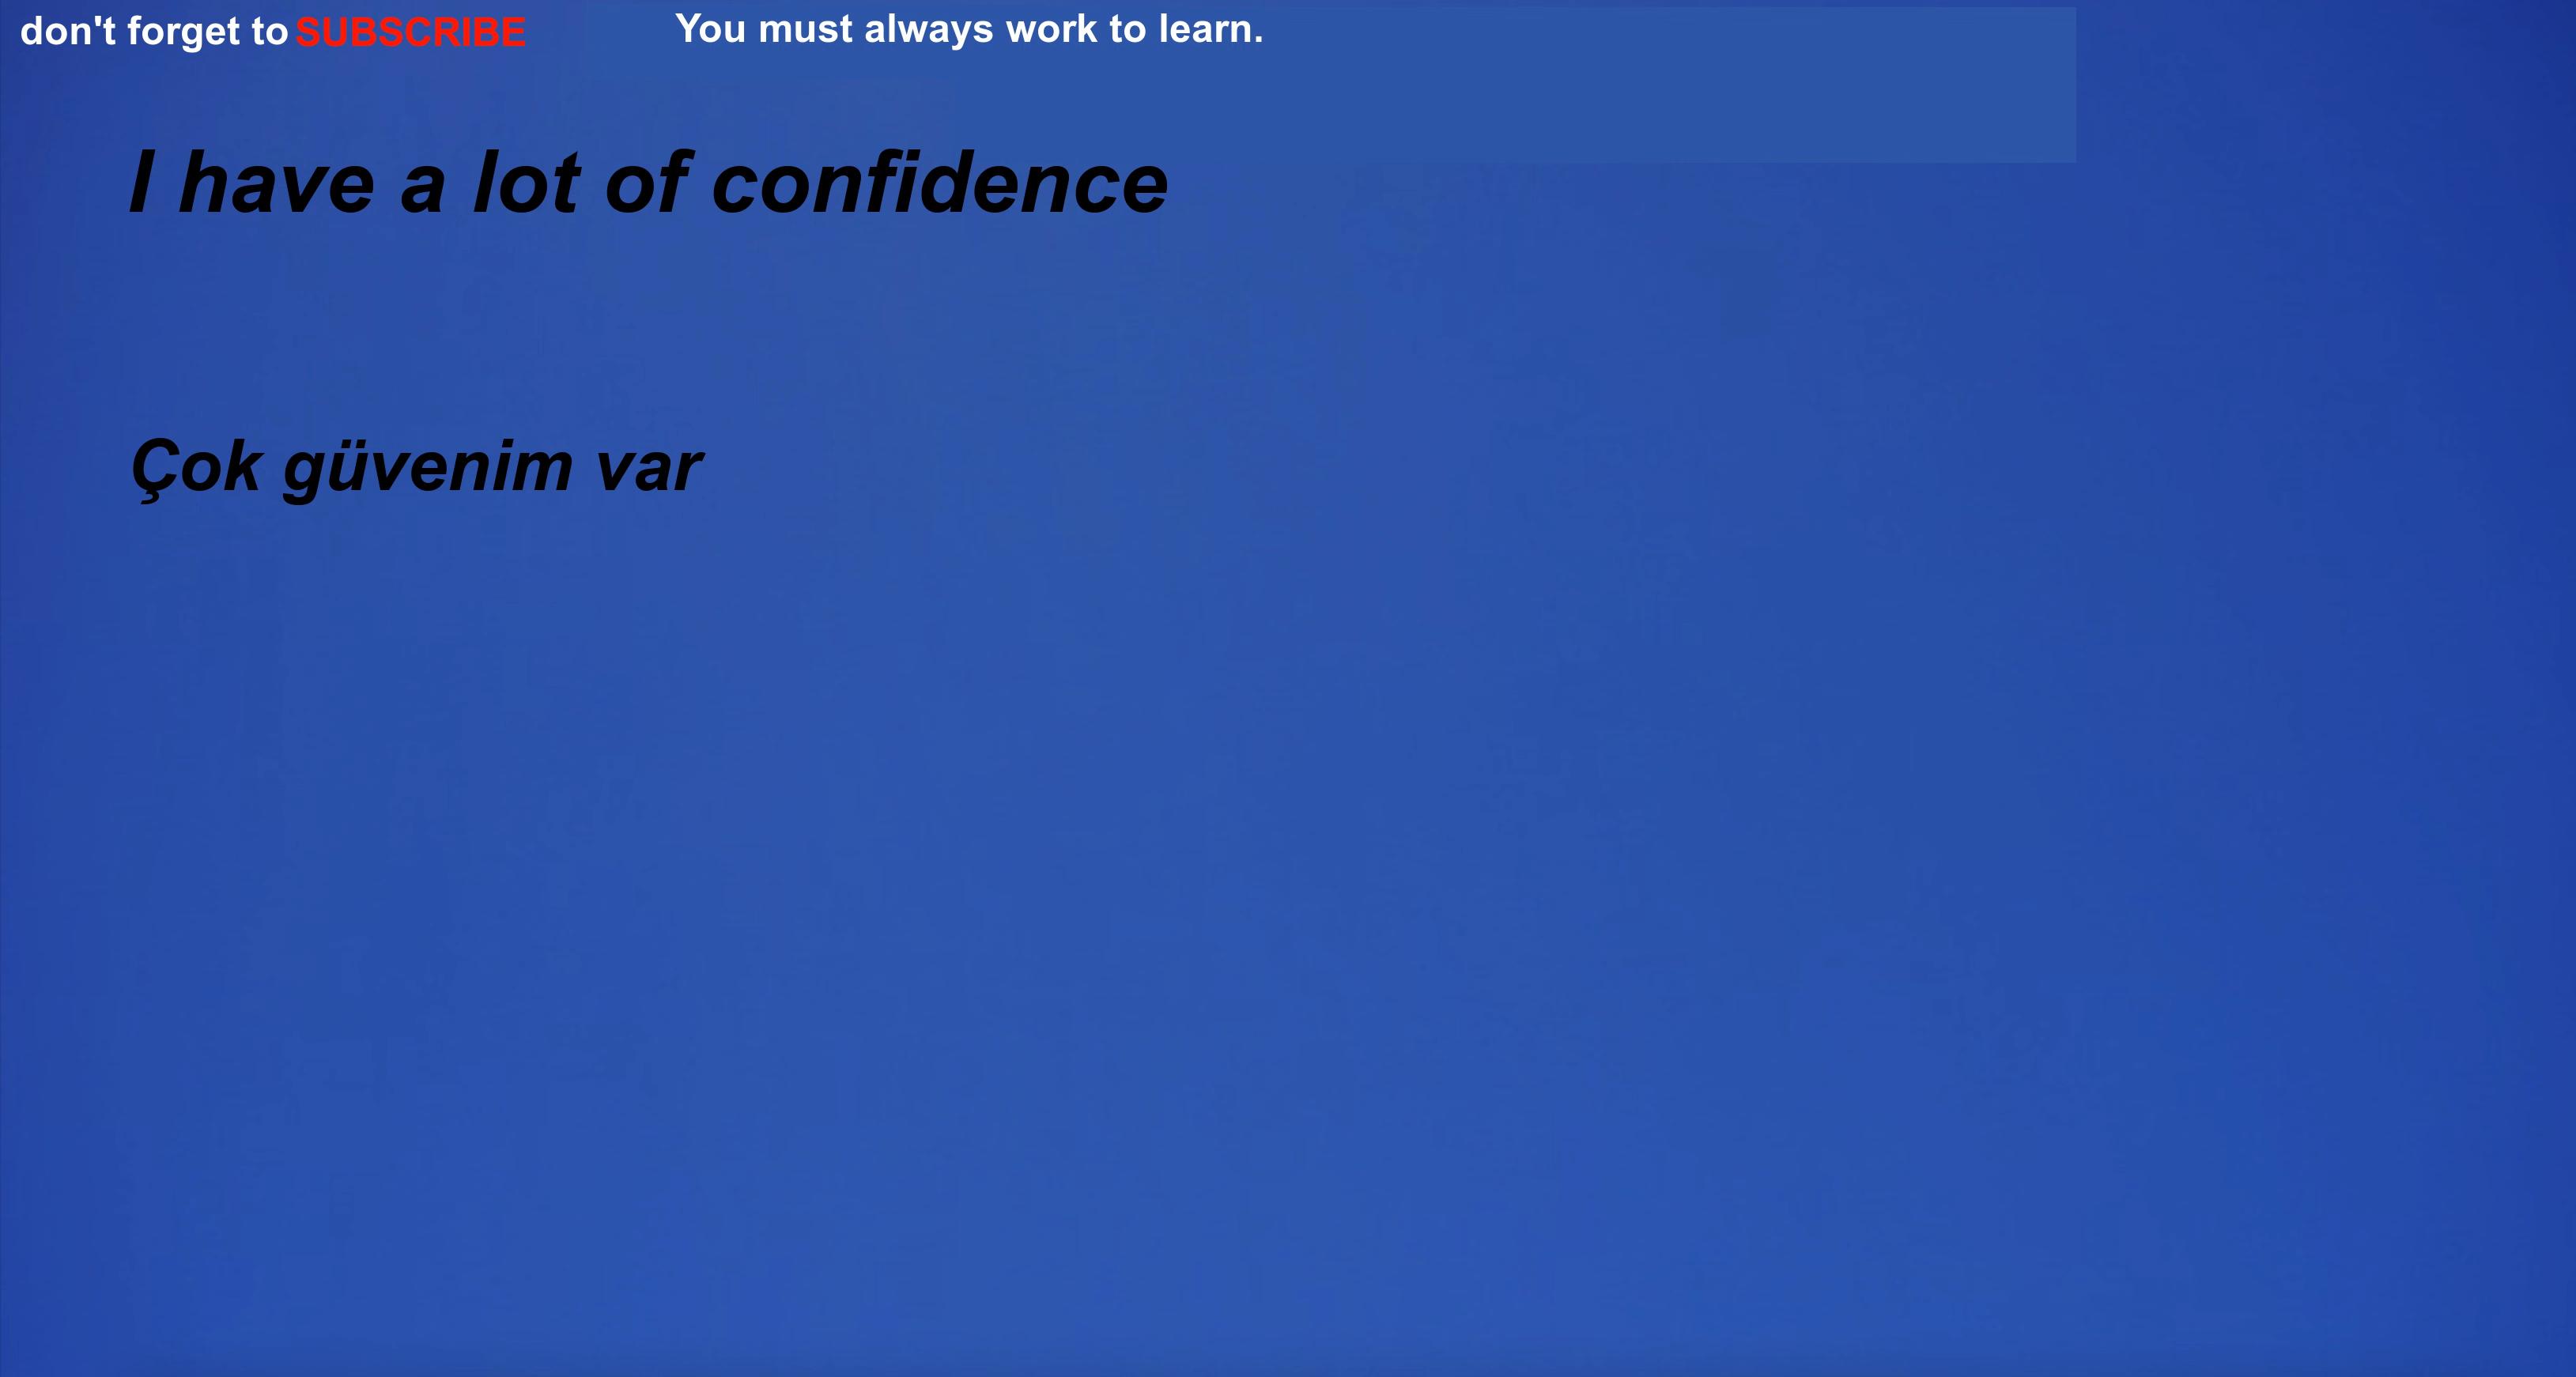 don't forget to SUBSCRIBE
You must always work to learn.
I have a lot of confidence
Çok güvenim var